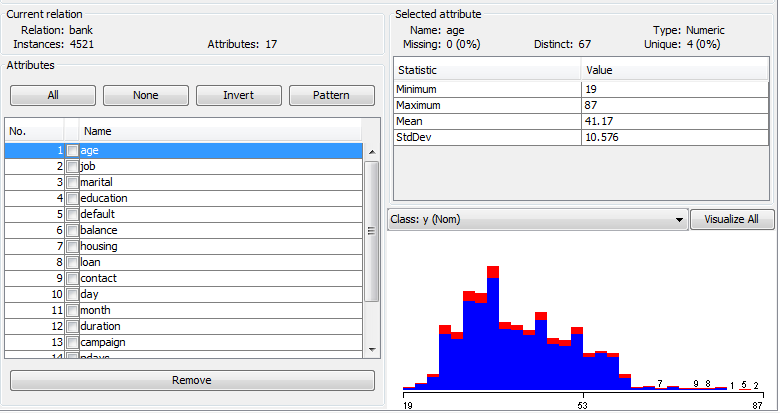 Current relation
Relation: bank
Instances: 4521 Attributes: 17
Attributes
All None Invert Pattern
No. Name
1 age
2 job
3 marital
4 education
5 default
6 balance
7 housing
8 loan
9 contact
10 day
11 month
12 duration
13 campaign
14 pdays
Remove
Selected attribute
Name: age Type: Numeric
Missing: 0 (0%) Distinct: 67 Unique: 4 (0%)
Statistic Value
Minimum 19
Maximum 87
Mean 41.17
StdDev 10.576
Class: y (Nom) Visualize All
7 9 8 1 5 2
19 53 87